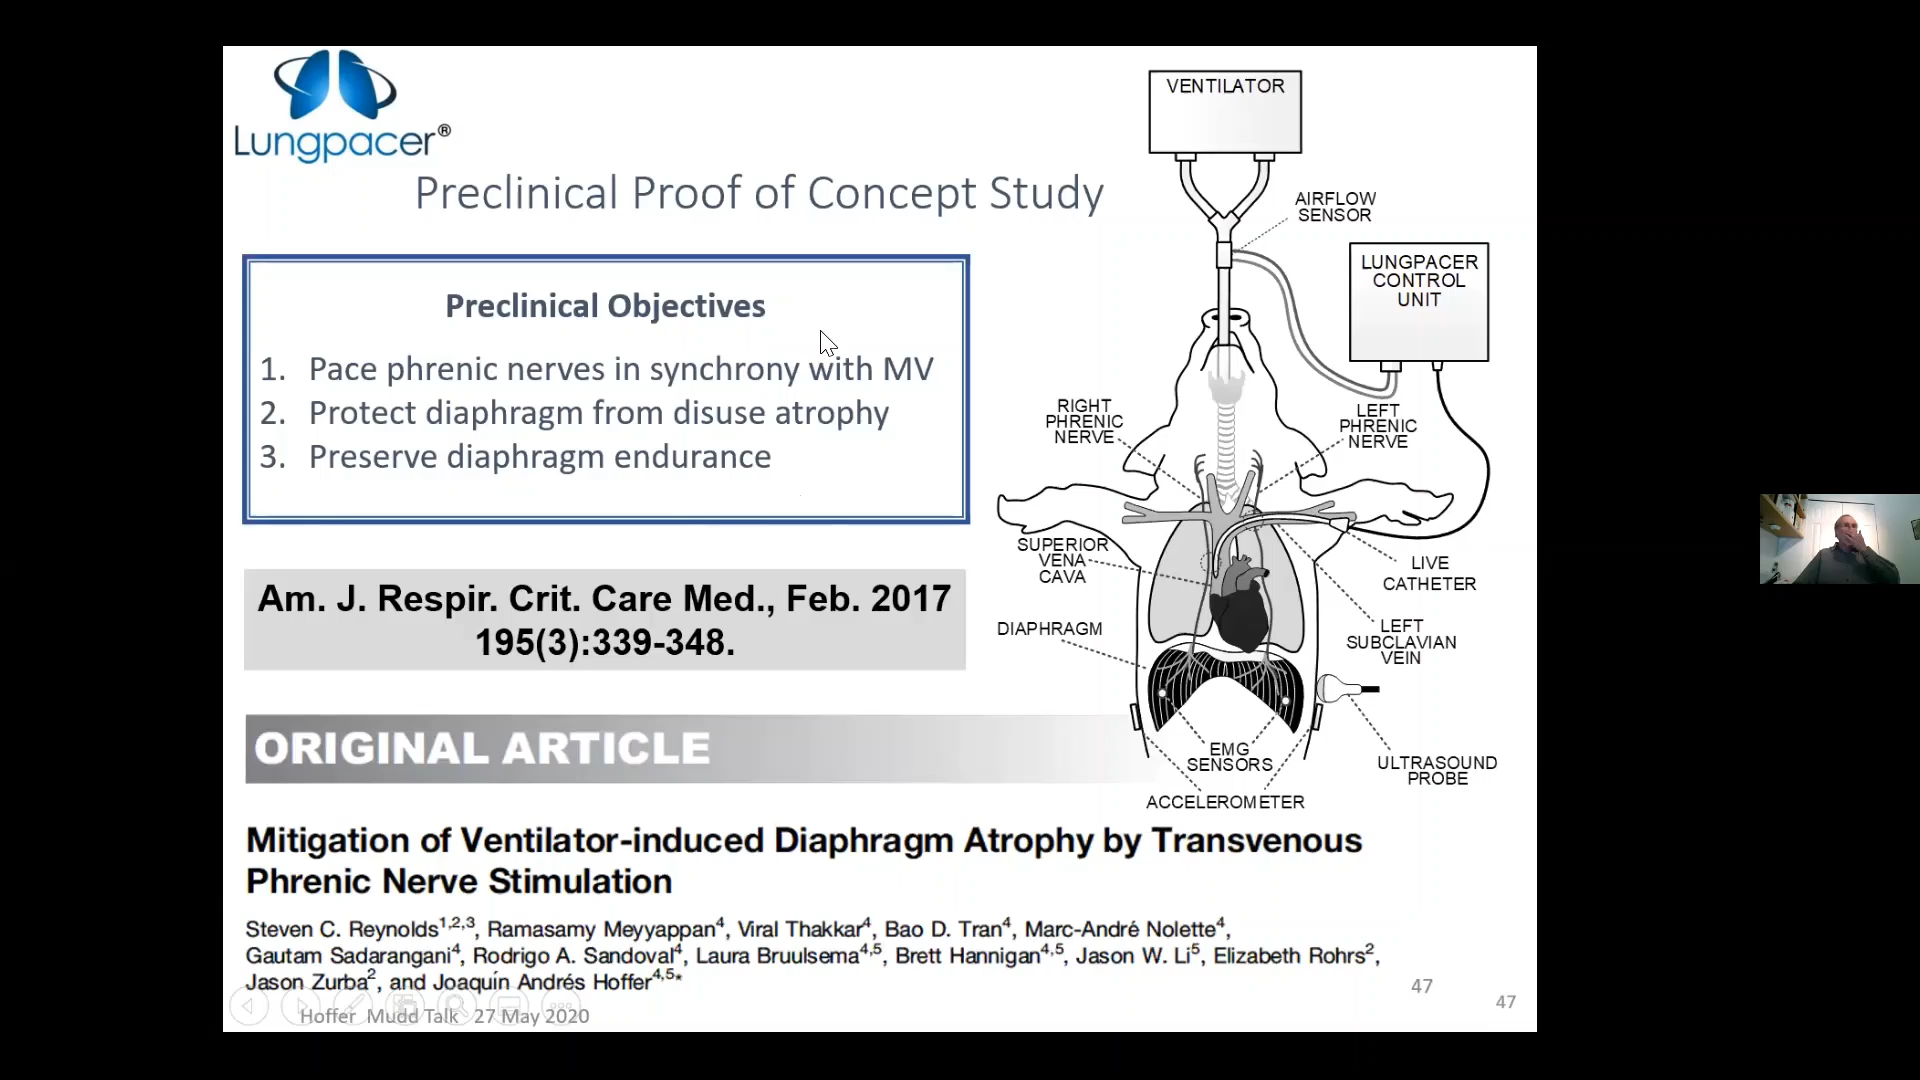 Lungpacer®
Preclinical Proof of Concept Study
Preclinical Objectives
1. Pace phrenic nerves in synchrony with MV
2. Protect diaphragm from disuse atrophy
3. Preserve diaphragm endurance
Am. J. Respir. Crit. Care Med., Feb. 2017
195(3):339-348.
VENTILATOR
AIRFLOW
SENSOR
LUNGPACER
CONTROL
UNIT
RIGHT
PHRENIC
NERVE
LEFT
PHRENIC
NERVE
SUPERIOR
VENA
CAVA
LIVE
CATHETER
DIAPHRAGM
LEFT
SUBCLAVIAN
VEIN
EMG
SENSORS
ULTRASOUND
PROBE
ACCELEROMETER
ORIGINAL ARTICLE
Mitigation of Ventilator-induced Diaphragm Atrophy by Transvenous
Phrenic Nerve Stimulation
Steven C. Reynolds1,2,3, Ramasamy Meyyappan4, Viral Thakkar4, Bao D. Tran4, Marc-André Nolette4,
Gautam Sadarangani4, Rodrigo A. Sandoval4, Laura Bruulsema4,5, Brett Hannigan4,5, Jason W. Li5, Elizabeth Rohrs2,
Jason Zurba2, and Joaquín Andrés Hoffer4,5*
47
47
Hoffer Mudd Talk 27 May 2020